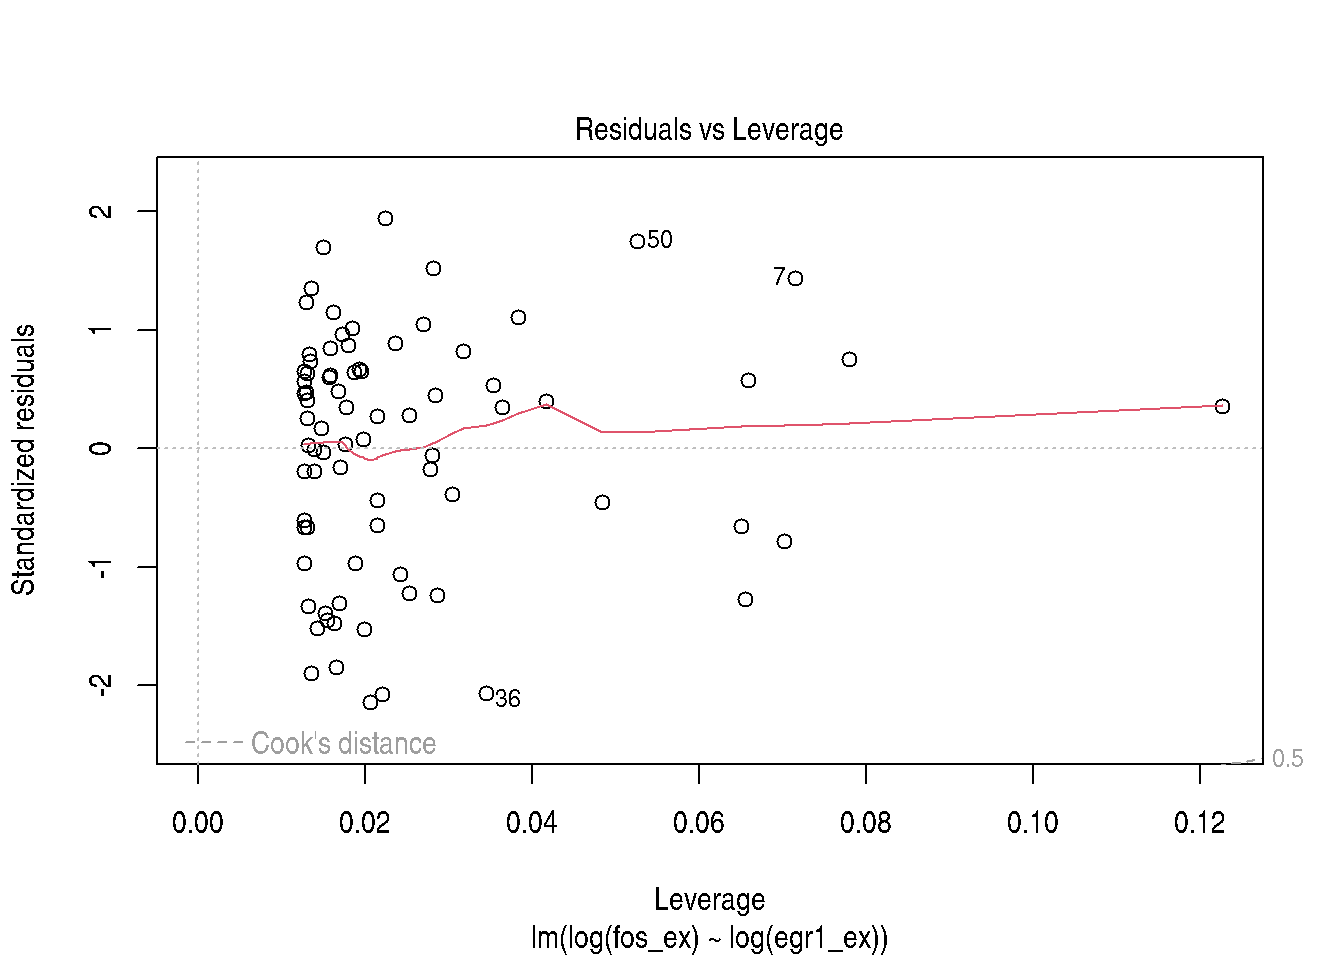 Residuals vs Leverage
Standardized residuals
2
1
0
-1
-2
50
7
36
Cook's distance
0.5
0.00 0.02 0.04 0.06 0.08 0.10 0.12
Leverage
lm(log(fos_ex) ~ log(egr1_ex))